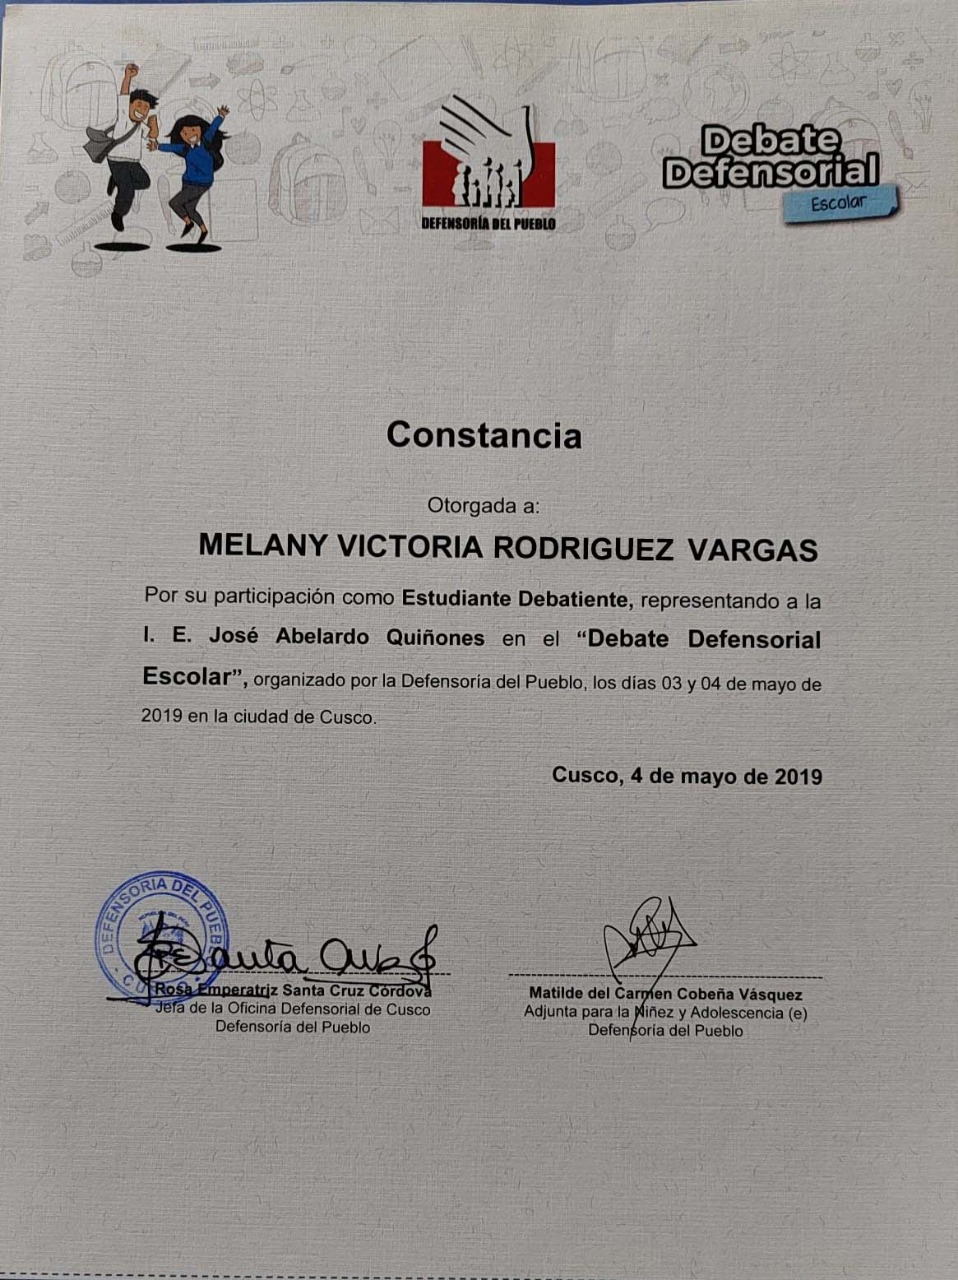 Debate
Defensorial
Escolar
DEFENSORÍA DEL PUEBLO
Constancia
Otorgada a:
MELANY VICTORIA RODRIGUEZ VARGAS
Por su participación como Estudiante Debatiente, representando a la
I. E. José Abelardo Quiñones en el “Debate Defensorial
Escolar”, organizado por la Defensoría del Pueblo, los días 03 y 04 de mayo de
2019 en la ciudad de Cusco.
Cusco, 4 de mayo de 2019
DEFENSORIA DEL PUEBLO
Santa Cruz
Rosa Emperatriz Santa Cruz Córdova
Jefa de la Oficina Defensorial de Cusco
Defensoría del Pueblo
Matilde del Carmen Cobeña Vásquez
Adjunta para la Niñez y Adolescencia (e)
Defensoría del Pueblo